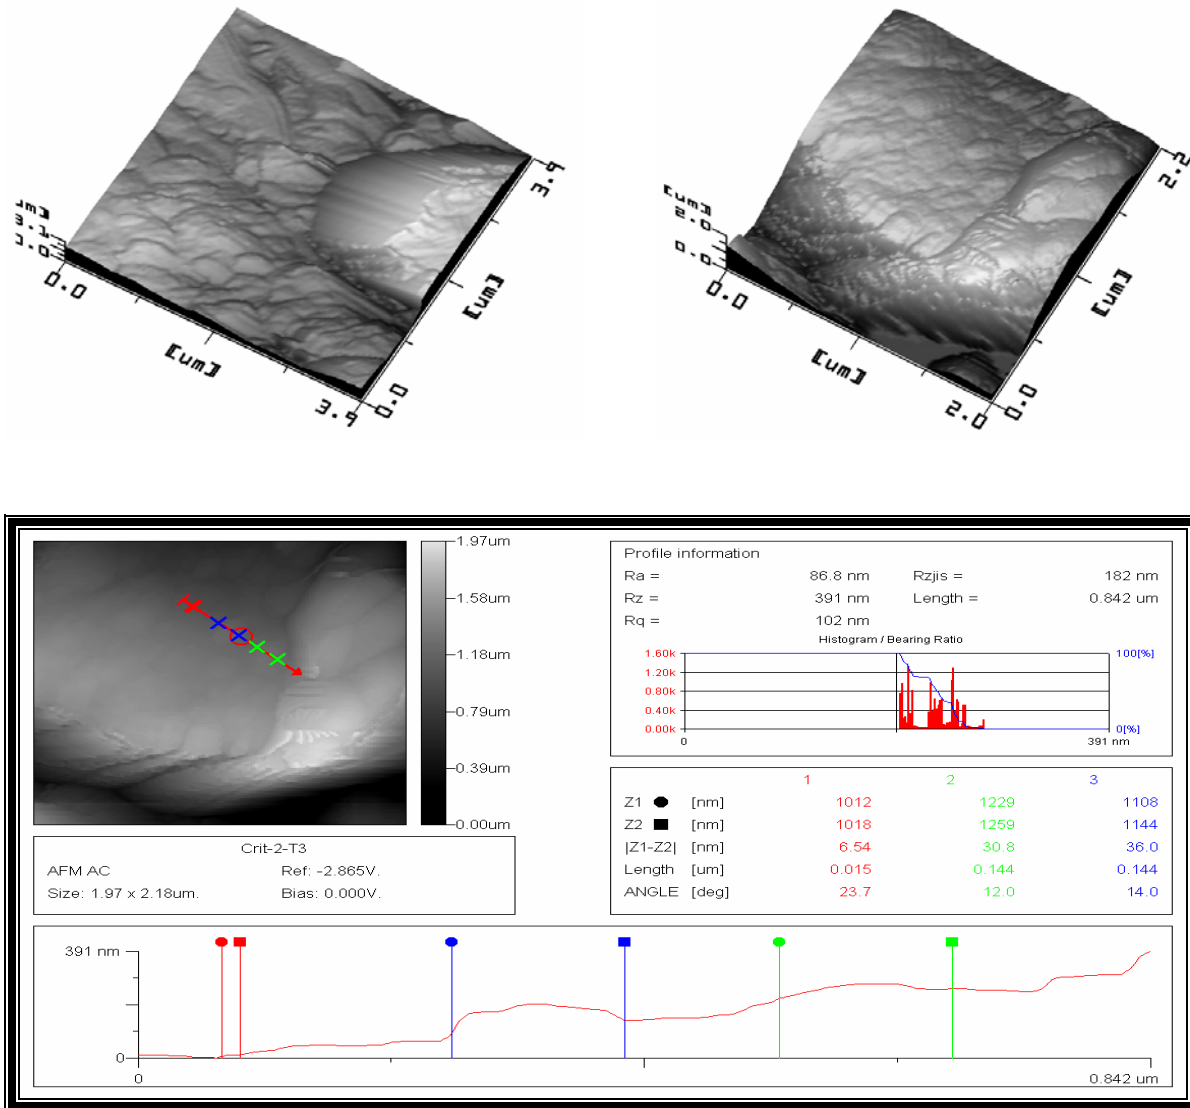 [um]
3.1
0.0
0.0
[um]
3.9
0.0
[um]
3.9
[um]
2.0
0.0
0.0
[um]
2.0
0.0
[um]
2.2
1.97um
1.58um
1.18um
0.79um
0.39um
0.00um
Crit-2-T3
AFM AC Ref: -2.865V.
Size: 1.97 x 2.18um. Bias: 0.000V.
Profile information
Ra = 86.8 nm Rzjis = 182 nm
Rz = 391 nm Length = 0.842 um
Rq = 102 nm
Histogram / Bearing Ratio
1.60k 100[%]
1.20k
0.80k
0.40k
0.00k 0[%]
0 391 nm
1 2 3
Z1 [nm] 1012 1229 1108
Z2 [nm] 1018 1259 1144
|Z1-Z2| [nm] 6.54 30.8 36.0
Length [um] 0.015 0.144 0.144
ANGLE [deg] 23.7 12.0 14.0
391 nm
0
0 0.842 um